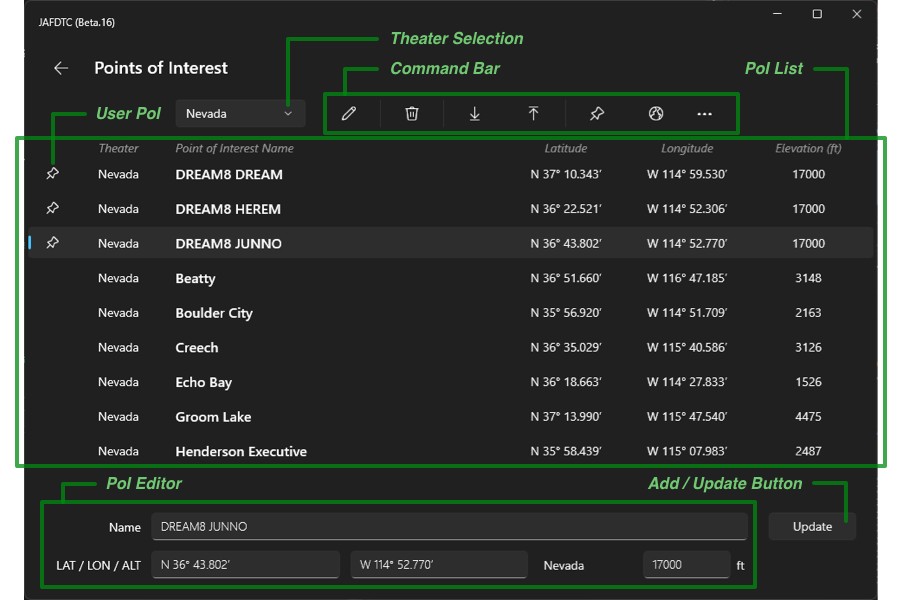 JAFDTC (Beta.16)
Theater Selection
Points of Interest
Command Bar
PoI List
User PoI
Nevada
Theater Point of Interest Name Latitude Longitude Elevation (ft)
Nevada DREAM8 DREAM N 37° 10.343’ W 114° 59.530’ 17000
Nevada DREAM8 HEREM N 36° 22.521’ W 114° 52.306’ 17000
Nevada DREAM8 JUNNO N 36° 43.802’ W 114° 52.770’ 17000
Nevada Beatty N 36° 51.660’ W 116° 47.185’ 3148
Nevada Boulder City N 35° 56.920’ W 114° 51.709’ 2163
Nevada Creech N 36° 35.029’ W 115° 40.586’ 3126
Nevada Echo Bay N 36° 18.663’ W 114° 27.833’ 1526
Nevada Groom Lake N 37° 13.990’ W 115° 47.540’ 4475
Nevada Henderson Executive N 35° 58.439’ W 115° 07.983’ 2487
PoI Editor
Add / Update Button
Name DREAM8 JUNNO Update
LAT / LON / ALT N 36° 43.802’ W 114° 52.770’ Nevada 17000 ft